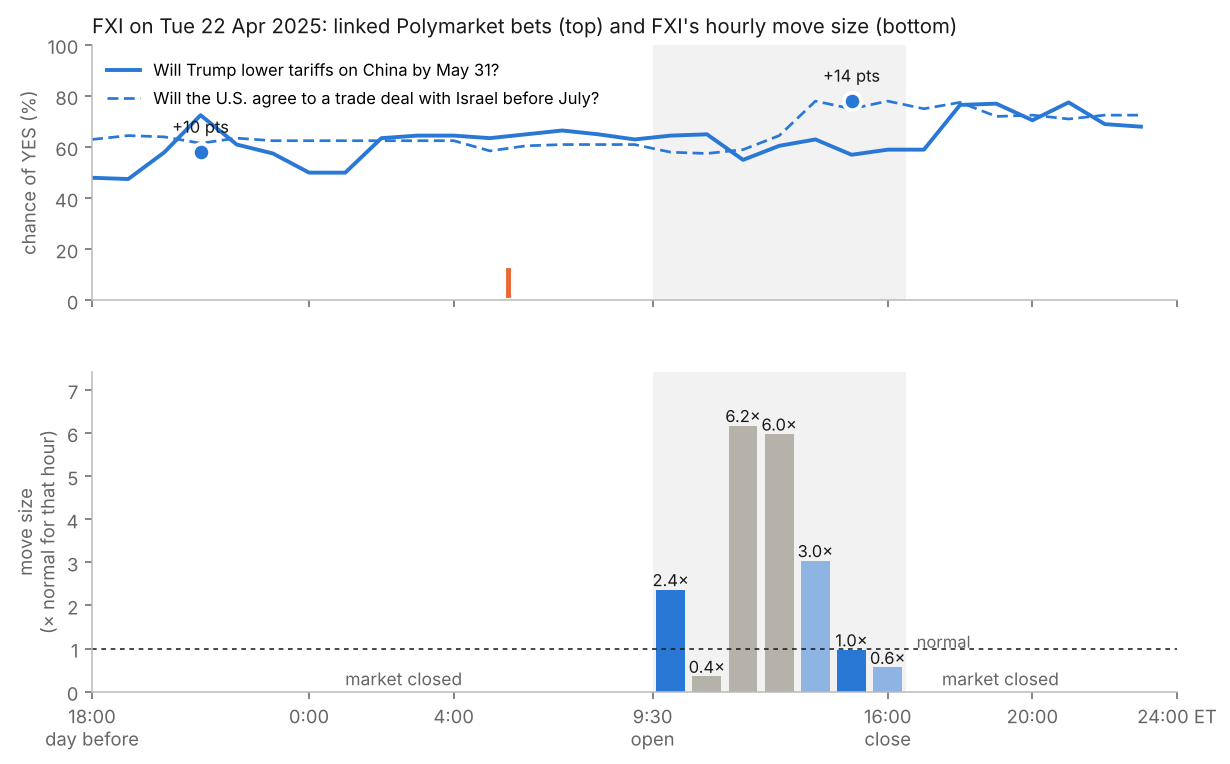 FXI on Tue 22 Apr 2025: linked Polymarket bets (top) and FXI's hourly move size (bottom)
chance of YES (%)
100
80
60
40
20
0
Will Trump lower tariffs on China by May 31?
Will the U.S. agree to a trade deal with Israel before July?
+10 pts
+14 pts
move size
(× normal for that hour)
7
6
5
4
3
2
1
0
2.4×
0.4×
6.2×
6.0×
3.0×
1.0×
0.6×
normal
market closed
market closed
18:00
day before
0:00
4:00
9:30
open
16:00
close
20:00
24:00 ET